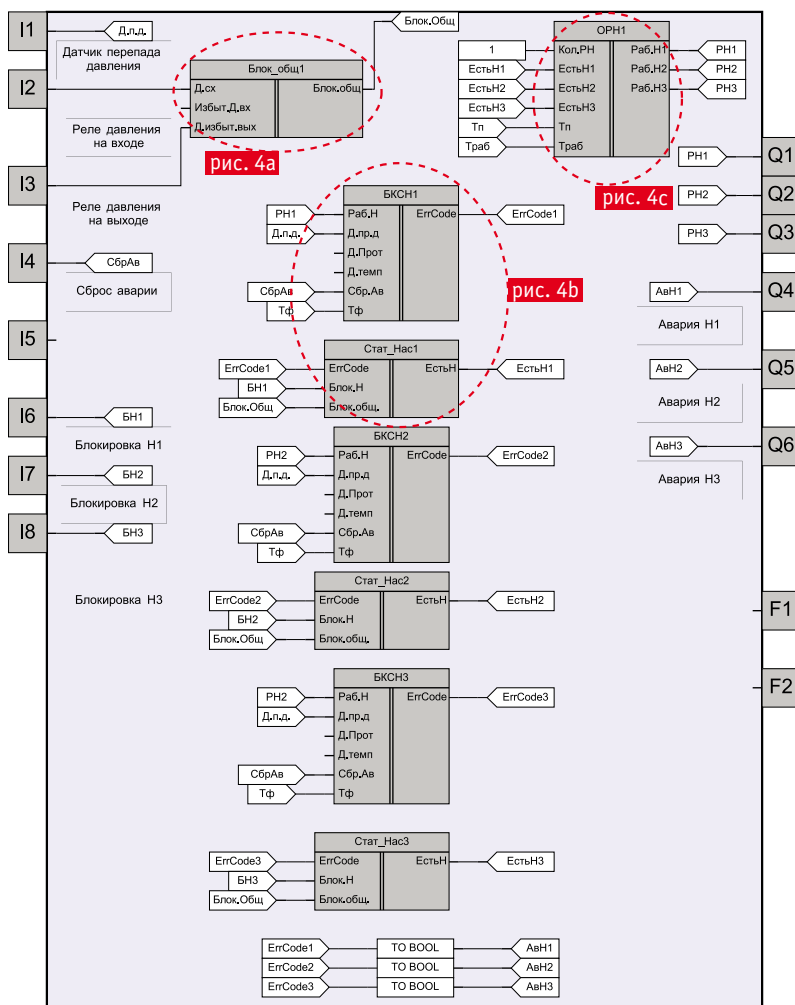 I1
Д.п.д.
Датчик перепада
давления
I2
Реле давления
на входе
I3
Реле давления
на выходе
I4
СбрАв
Сброс аварии
I5
I6
БН1
Блокировка Н1
I7
БН2
Блокировка Н2
I8
БН3
Блокировка Н3
Блок.Общ
Блок_общ1
Д.сх
Блок.общ
Избыт.Д.вх
Д.избыт.вых
рис. 4a
ОРН1
1
Кол.РН
Раб.Н1
РН1
ЕстьН1
ЕстьН1
Раб.Н2
РН2
ЕстьН2
ЕстьН2
Раб.Н3
РН3
ЕстьН3
ЕстьН3
Тп
Тп
Траб
Траб
рис. 4c
БКСН1
РН1
Раб.Н
ErrCode
ErrCode1
Д.п.д.
Д.пр.д
Д.Прот
Д.темп
СбрАв
Сбр.Ав
Тф
Тф
рис. 4b
Стат_Нас1
ErrCode1
ErrCode
ЕстьН
ЕстьН1
БН1
Блок.Н
Блок.Общ
Блок.общ.
БКСН2
РН2
Раб.Н
ErrCode
ErrCode2
Д.п.д.
Д.пр.д
Д.Прот
Д.темп
СбрАв
Сбр.Ав
Тф
Тф
Стат_Нас2
ErrCode2
ErrCode
ЕстьН
ЕстьН2
БН2
Блок.Н
Блок.Общ
Блок.общ.
БКСН3
РН2
Раб.Н
ErrCode
ErrCode3
Д.п.д.
Д.пр.д
Д.Прот
Д.темп
СбрАв
Сбр.Ав
Тф
Тф
Стат_Нас3
ErrCode3
ErrCode
ЕстьН
ЕстьН3
БН3
Блок.Н
Блок.Общ
Блок.общ.
ErrCode1
TO BOOL
АвН1
ErrCode2
TO BOOL
АвН2
ErrCode3
TO BOOL
АвН3
РН1
Q1
РН2
Q2
РН3
Q3
АвН1
Q4
Авария Н1
АвН2
Q5
Авария Н2
АвН3
Q6
Авария Н3
F1
F2